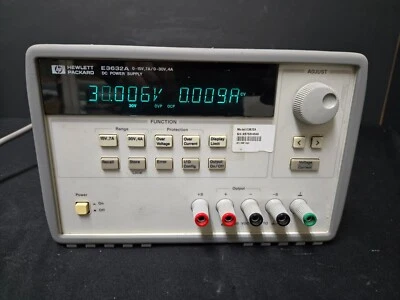 hp HEWLETT PACKARD
E3632A 0-15V,7A/0-30V,4A
DC POWER SUPPLY
ADJUST
30.006V 0.009A CV
30V OVP OCP
FUNCTION
Range
Protection
15V, 7A
30V, 4A
Over Voltage
Over Current
Display Limit
Recall
Store
Error
I/O Config
Output On/Off
Voltage Current
Power
On
Off
Output
+S
+
-
-S